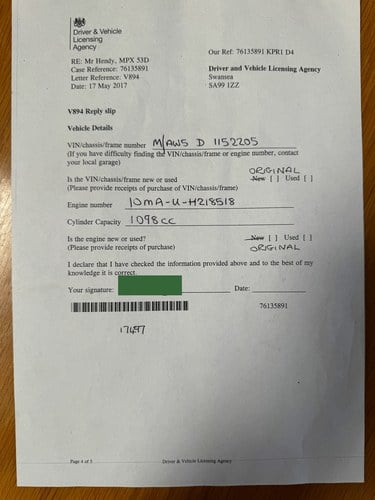 Driver & Vehicle
Licensing
Agency
Our Ref: 76135891 KPR1 D4
RE: Mr Hendy, MPX 53D
Case Reference: 76135891
Letter Reference: V894
Date: 17 May 2017
Driver and Vehicle Licensing Agency
Swansea
SA99 1ZZ
V894 Reply slip
Vehicle Details
VIN/chassis/frame number M/AW5 D 1152205
(If you have difficulty finding the VIN/chassis/frame or engine number, contact
your local garage)
ORIGINAL
Is the VIN/chassis/frame new or used New [ ] Used [ ]
(Please provide receipts of purchase of VIN/chassis/frame)
Engine number 10MA-U-H218518
Cylinder Capacity 1098cc
Is the engine new or used? New [ ] Used [ ]
(Please provide receipts of purchase) ORIGINAL
I declare that I have checked the information provided above and to the best of my
knowledge it is correct.
Your signature: Date:
76135891
Page 4 of 5 Driver & Vehicle Licensing Agency